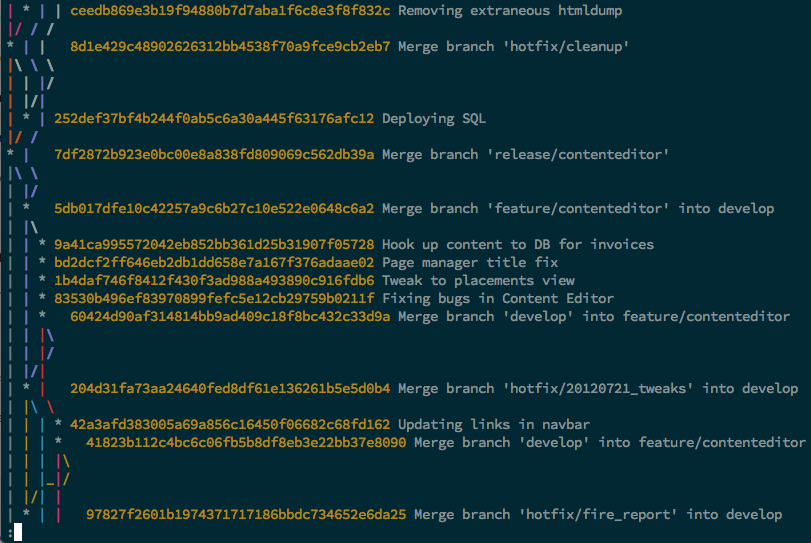 ceedb869e3b19f94880b7d7aba1f6c8e3f8f832c Removing extraneous htmldump
8d1e429c48902626312bb4538f70a9fce9cb2eb7 Merge branch 'hotfix/cleanup'
252def37bf4b244f0ab5c6a30a445f63176afc12 Deploying SQL
7df2872b923e0bc00e8a838fd809069c562db39a Merge branch 'release/contenteditor'
5db017dfe10c42257a9c6b27c10e522e0648c6a2 Merge branch 'feature/contenteditor' into develop
9a41ca995572042eb852bb361d25b31907f05728 Hook up content to DB for invoices
bd2dcf2ff646eb2db1dd658e7a167f376adaae02 Page manager title fix
1b4daf746f8412f430f3ad988a493890c916fdb6 Tweak to placements view
83530b496ef83970899fefc5e12cb29759b0211f Fixing bugs in Content Editor
60424d90af314814bb9ad409c18f8bc432c33d9a Merge branch 'develop' into feature/contenteditor
204d31fa73aa24640fed8df61e136261b5e5d0b4 Merge branch 'hotfix/20120721_tweaks' into develop
42a3afd383005a69a856c16450f06682c68fd162 Updating links in navbar
41823b112c4bc6c06fb5b8df8eb3e22bb37e8090 Merge branch 'develop' into feature/contenteditor
97827f2601b1974371717186bbdc734652e6da25 Merge branch 'hotfix/fire_report' into develop
: